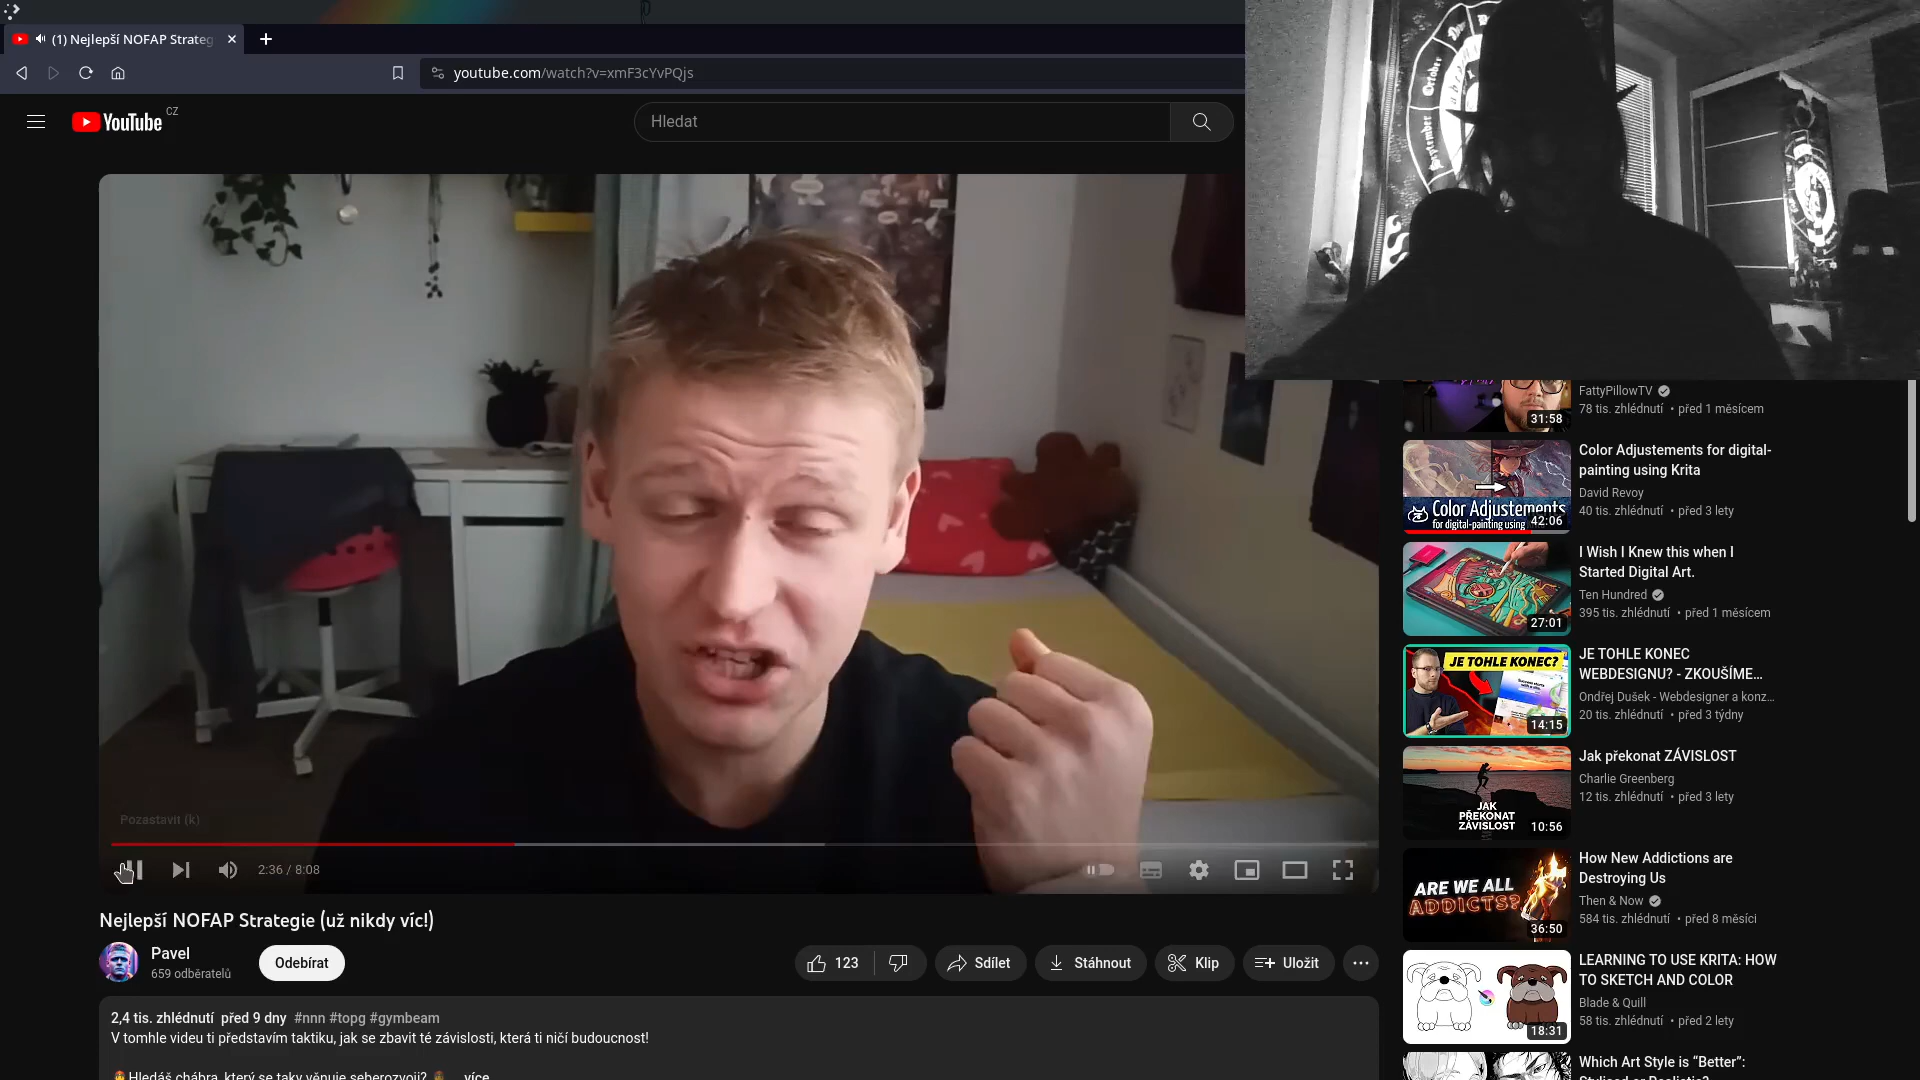 (1) Nejlepší NOFAP Strateg
youtube.com/watch?v=xmF3cYvPQjs
YouTube CZ
Hledat
October
September
Pozastavit (k)
2:36 / 8:08
Nejlepší NOFAP Strategie (už nikdy víc!)
Pavel
659 odběratelů
Odebírat
123
Sdílet
Stáhnout
Klip
Uložit
2,4 tis. zhlédnutí před 9 dny #nnn #topg #gymbeam
V tomhle videu ti představím taktiku, jak se zbavit té závislosti, která ti ničí budoucnost!
Hledáš chábra, který se taky věnuje seberozvoji? ...více
FattyPillowTV
78 tis. zhlédnutí • před 1 měsícem
31:58
Color Adjustements for digital-
painting using Krita
David Revoy
40 tis. zhlédnutí • před 3 lety
Color Adjustements
for digital-painting using
42:06
I Wish I Knew this when I
Started Digital Art.
Ten Hundred
395 tis. zhlédnutí • před 1 měsícem
27:01
JE TOHLE KONEC
WEBDESIGNU? - ZKOUŠÍME...
Ondřej Dušek - Webdesigner a konz...
20 tis. zhlédnutí • před 3 týdny
JE TOHLE KONEC?
14:15
Jak překonat ZÁVISLOST
Charlie Greenberg
12 tis. zhlédnutí • před 3 lety
JAK
PŘEKONAT
ZÁVISLOST
10:56
How New Addictions are
Destroying Us
Then & Now
584 tis. zhlédnutí • před 8 měsíci
ARE WE ALL
ADDICTS?
36:50
LEARNING TO USE KRITA: HOW
TO SKETCH AND COLOR
Blade & Quill
58 tis. zhlédnutí • před 2 lety
18:31
Which Art Style is “Better”:
Stylised or Realistic?